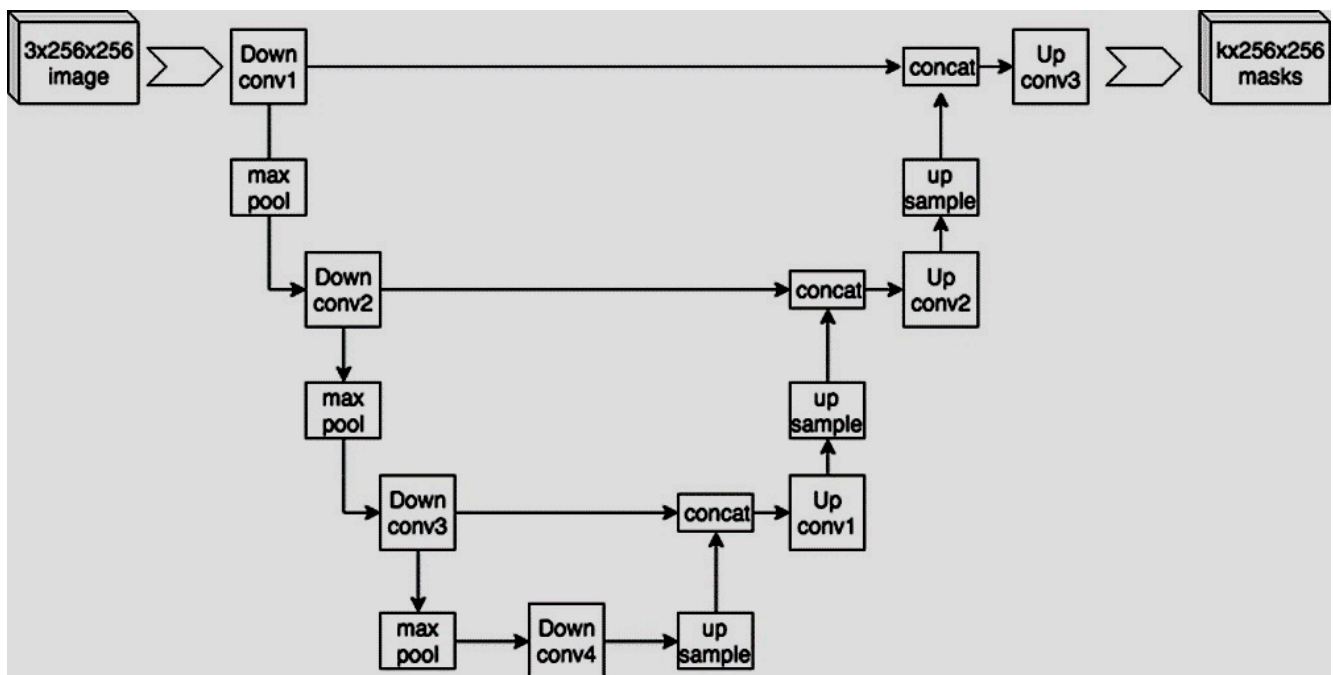 3x256x256
image
Down
conv1
concat
Up
conv3
kx256x256
masks
max
pool
up
sample
Down
conv2
concat
Up
conv2
max
pool
up
sample
Down
conv3
concat
Up
conv1
max
pool
Down
conv4
up
sample